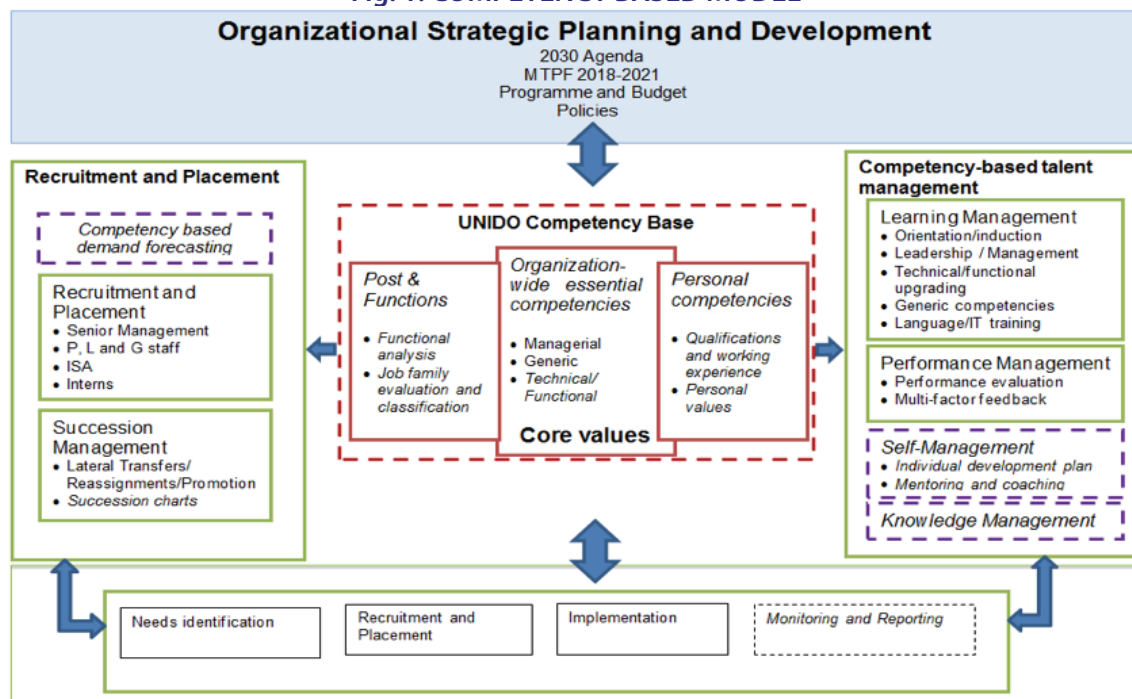 Fig. 1. COMPETENCY BASED MODEL
Organizational Strategic Planning and Development
2030 Agenda
MTPF 2018-2021
Programme and Budget
Policies
Recruitment and Placement
Competency based
demand forecasting
Recruitment and
Placement
• Senior Management
• P, L and G staff
• ISA
• Interns
Succession
Management
• Lateral Transfers/
Reassignments/Promotion
• Succession charts
UNIDO Competency Base
Post &
Functions
• Functional
analysis
• Job family
evaluation and
classification
Organization-
wide essential
competencies
• Managerial
• Generic
• Technical/
Functional
Personal
competencies
• Qualifications
and working
experience
• Personal
values
Core values
Competency-based talent
management
Learning Management
• Orientation/induction
• Leadership / Management
• Technical/functional
upgrading
• Generic competencies
• Language/IT training
Performance Management
• Performance evaluation
• Multi-factor feedback
Self-Management
• Individual development plan
• Mentoring and coaching
Knowledge Management
Needs identification
Recruitment and
Placement
Implementation
Monitoring and Reporting